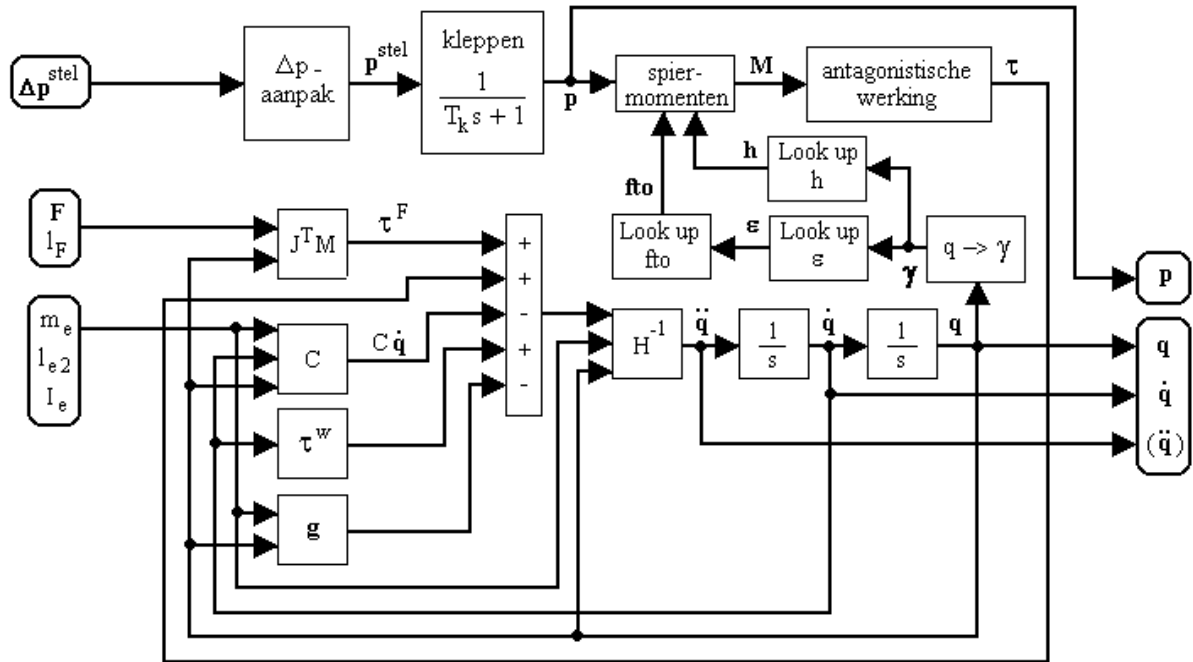 Δp^stel
Δp -
aanpak
p^stel
kleppen
1
T_k s + 1
p
spier-
momenten
M
antagonistische
werking
τ
h
Look up
h
fto
Look up
fto
ε
Look up
ε
γ
q -> γ
F
l_F
J^T M
τ^F
+
+
-
+
-
m_e
l_e2
I_e
C
C q̇
τ^w
g
H^-1
q̈
1
s
q̇
1
s
q
p
q
q̇
(q̈)